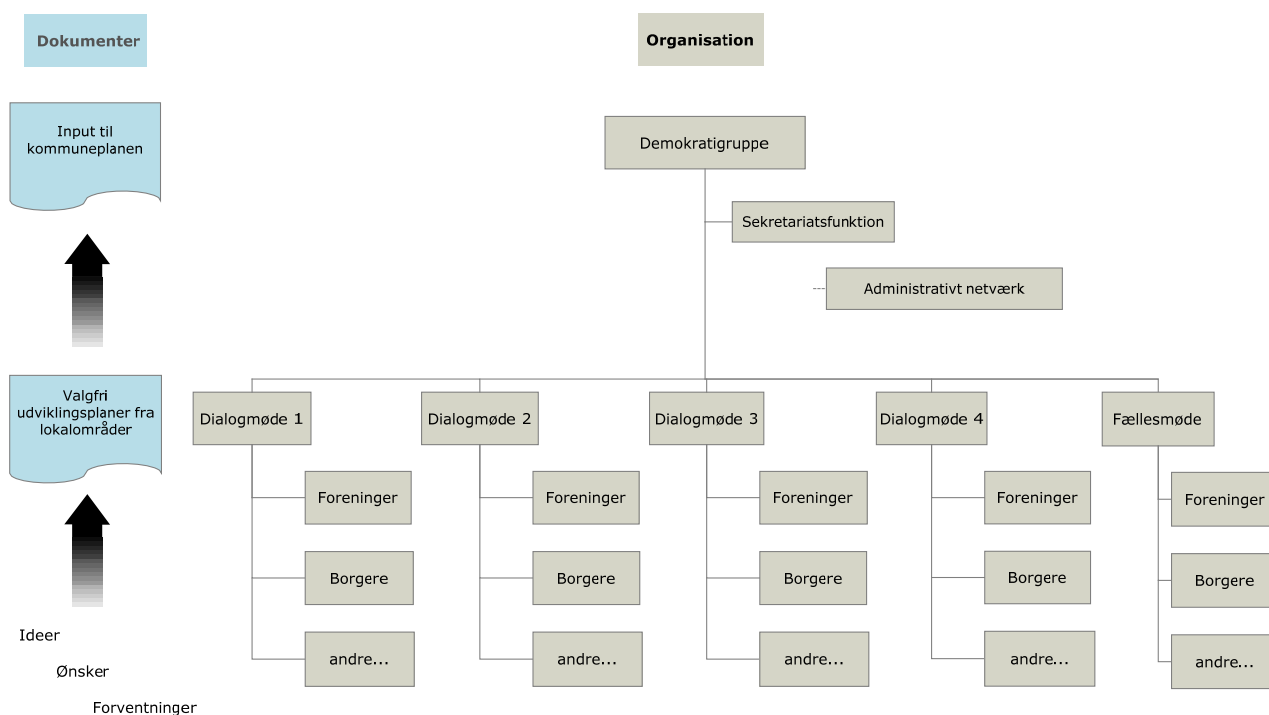 Dokumenter
Organisation
Input til
kommuneplanen
Demokratigruppe
Sekretariatsfunktion
Administrativt netværk
Valgfri
udviklingsplaner fra
lokalområder
Dialogmøde 1
Dialogmøde 2
Dialogmøde 3
Dialogmøde 4
Fællesmøde
Foreninger
Foreninger
Foreninger
Foreninger
Foreninger
Borgere
Borgere
Borgere
Borgere
Borgere
andre...
andre...
andre...
andre...
andre...
Ideer
Ønsker
Forventninger